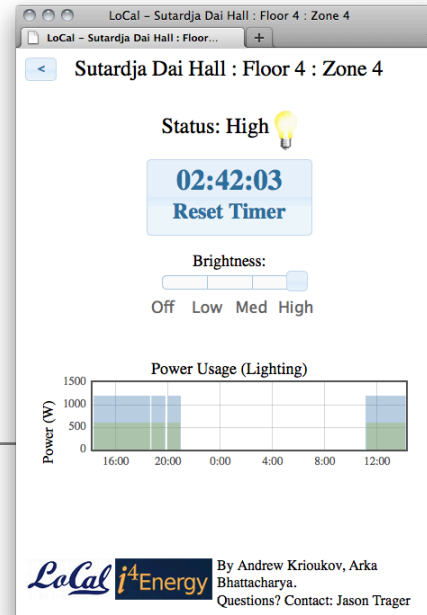 LoCal – Sutardja Dai Hall : Floor 4 : Zone 4
LoCal – Sutardja Dai Hall : Floor... +
< Sutardja Dai Hall : Floor 4 : Zone 4
Status: High
02:42:03
Reset Timer
Brightness:
Off Low Med High
Power Usage (Lighting)
Power (W)
1500
1000
500
0
16:00 20:00 0:00 4:00 8:00 12:00
LoCal i4Energy
By Andrew Krioukov, Arka
Bhattacharya.
Questions? Contact: Jason Trager